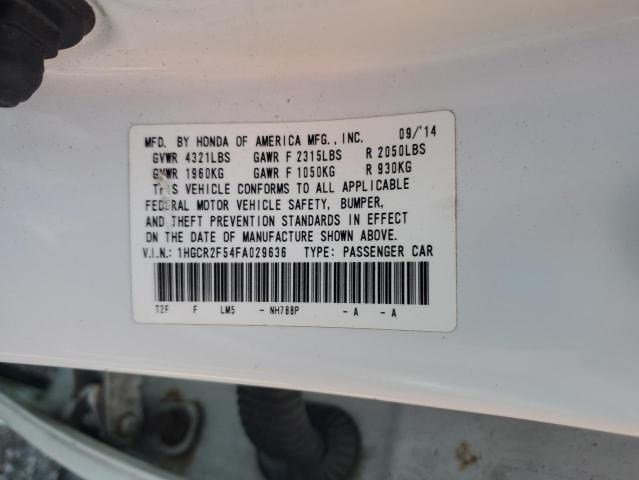 MFD. BY HONDA OF AMERICA MFG., INC. 09/'14
GVWR 4321LBS GAWR F 2315LBS R 2050LBS
GVWR 1960KG GAWR F 1050KG R 930KG
THIS VEHICLE CONFORMS TO ALL APPLICABLE
FEDERAL MOTOR VEHICLE SAFETY, BUMPER,
AND THEFT PREVENTION STANDARDS IN EFFECT
ON THE DATE OF MANUFACTURE SHOWN ABOVE.
V.I.N.: 1HGCR2F54FA029636 TYPE: PASSENGER CAR
T2F F LM5 - NH788P - A - A